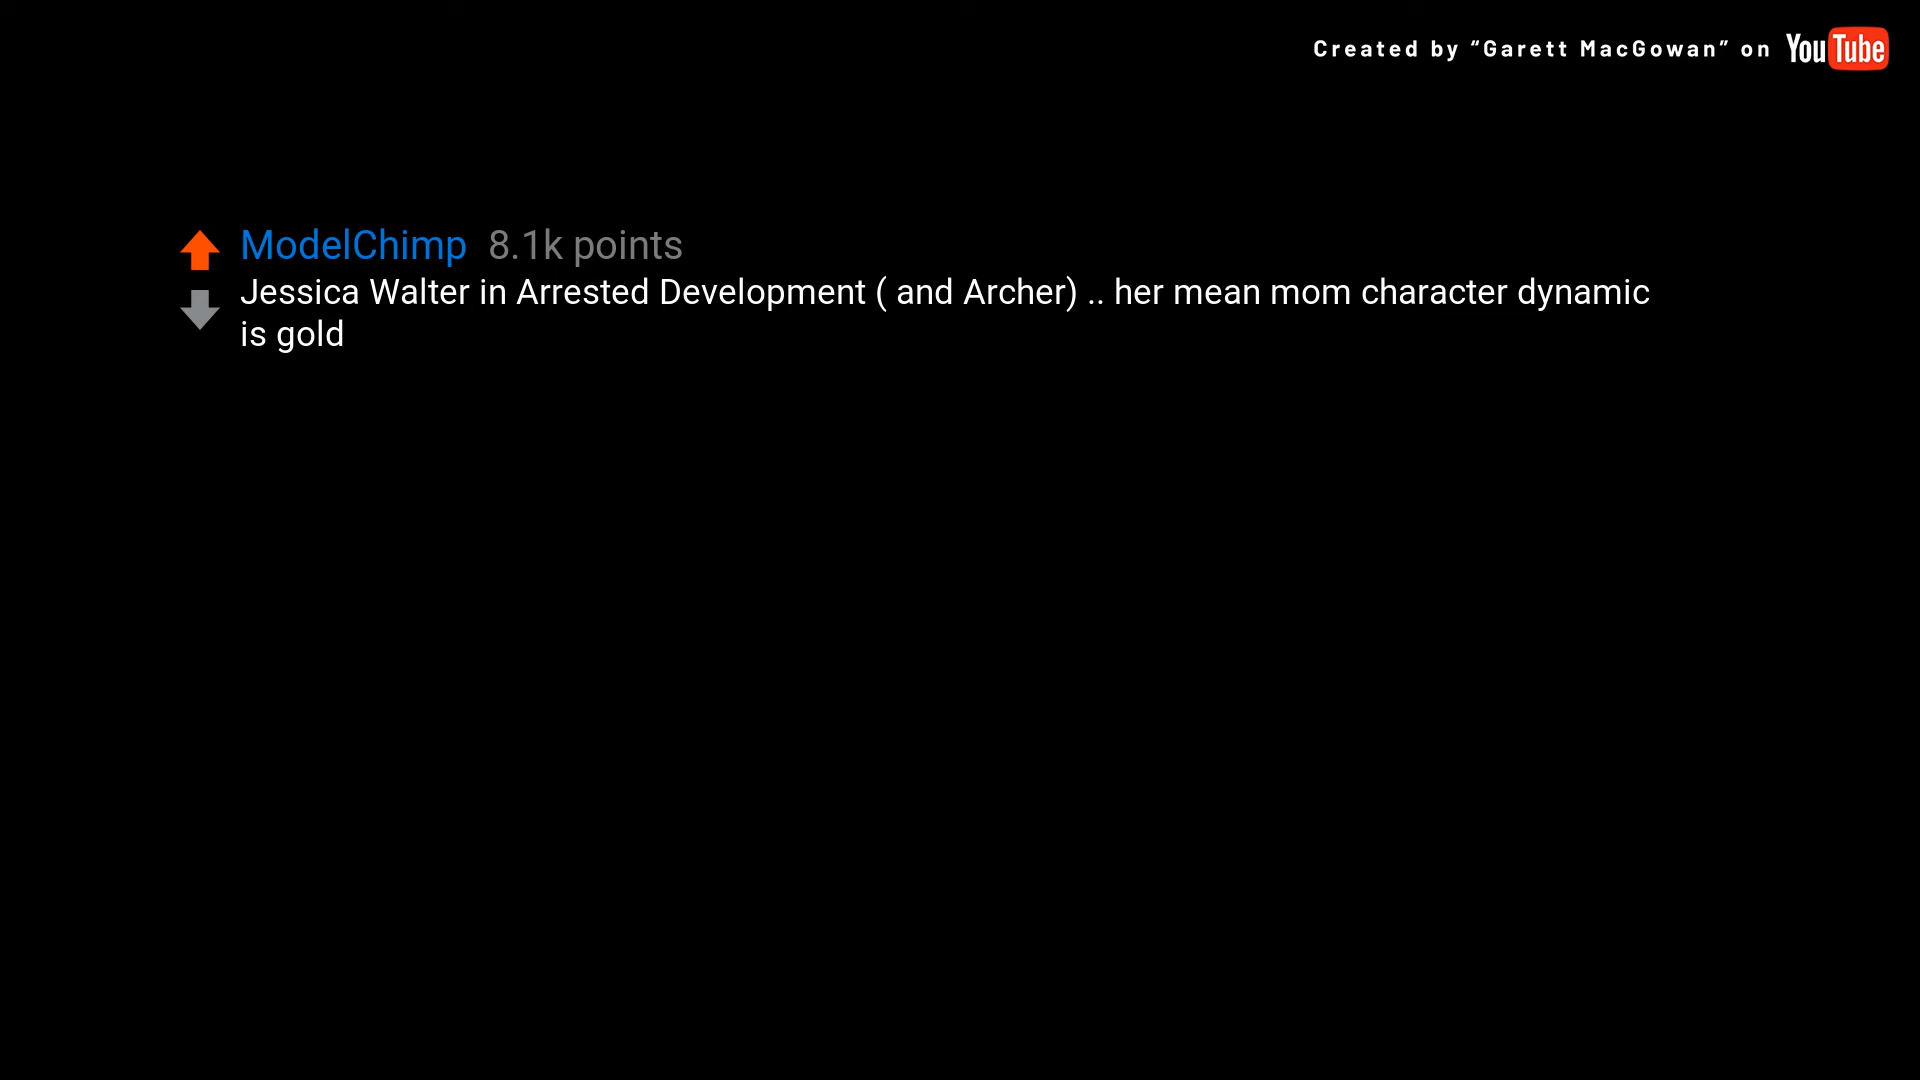 Created by “Garett MacGowan” on YouTube
ModelChimp 8.1k points
Jessica Walter in Arrested Development ( and Archer) .. her mean mom character dynamic
is gold